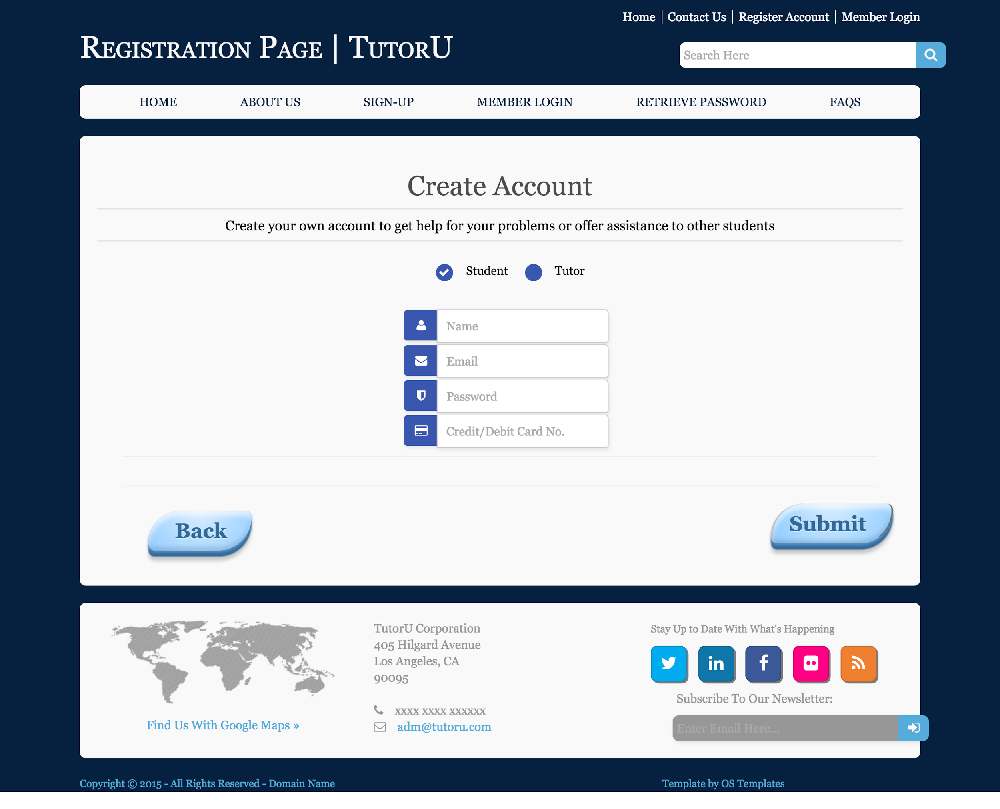 Home Contact Us Register Account Member Login
Registration Page | TutorU
Search Here
HOME ABOUT US SIGN-UP MEMBER LOGIN RETRIEVE PASSWORD FAQS
Create Account
Create your own account to get help for your problems or offer assistance to other students
Student Tutor
Name
Email
Password
Credit/Debit Card No.
Back
Submit
Find Us With Google Maps »
TutorU Corporation
405 Hilgard Avenue
Los Angeles, CA
90095
xxxx xxxx xxxxxx
adm@tutoru.com
Stay Up to Date With What's Happening
in f
Subscribe To Our Newsletter:
Enter Email Here...
Copyright © 2015 - All Rights Reserved - Domain Name
Template by OS Templates